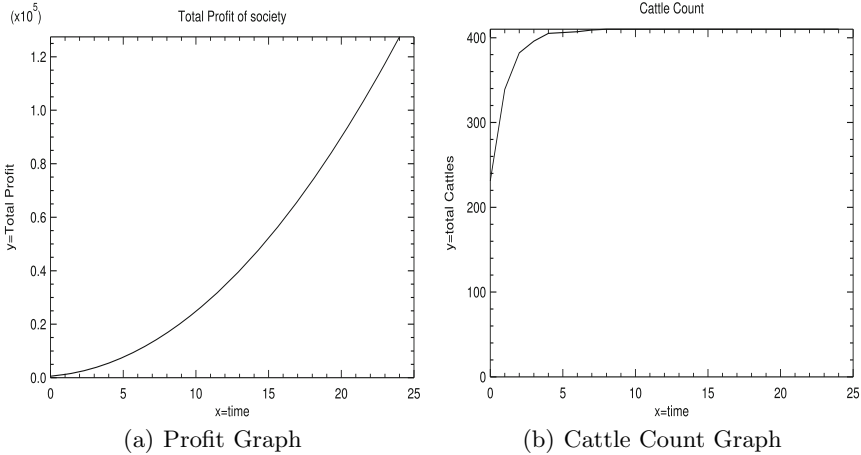 (x10⁵)
Total Profit of society
1.2
1.0
0.8
0.6
0.4
0.2
0.0
y=Total Profit
0 5 10 15 20 25
x=time
(a) Profit Graph
Cattle Count
400
300
200
100
0
y=total Cattles
0 5 10 15 20 25
x=time
(b) Cattle Count Graph